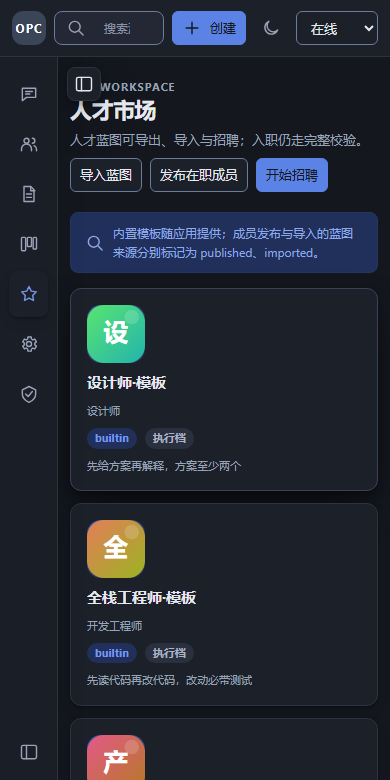 OPC
搜索
创建
在线
WORKSPACE
人才市场
人才蓝图可导出、导入与招聘；入职仍走完整校验。
导入蓝图
发布在职成员
开始招聘
内置模板随应用提供；成员发布与导入的蓝图
来源分别标记为 published、imported。
设
设计师·模板
设计师
builtin
执行档
先给方案再解释，方案至少两个
全
全栈工程师·模板
开发工程师
builtin
执行档
先读代码再改代码，改动必带测试
产